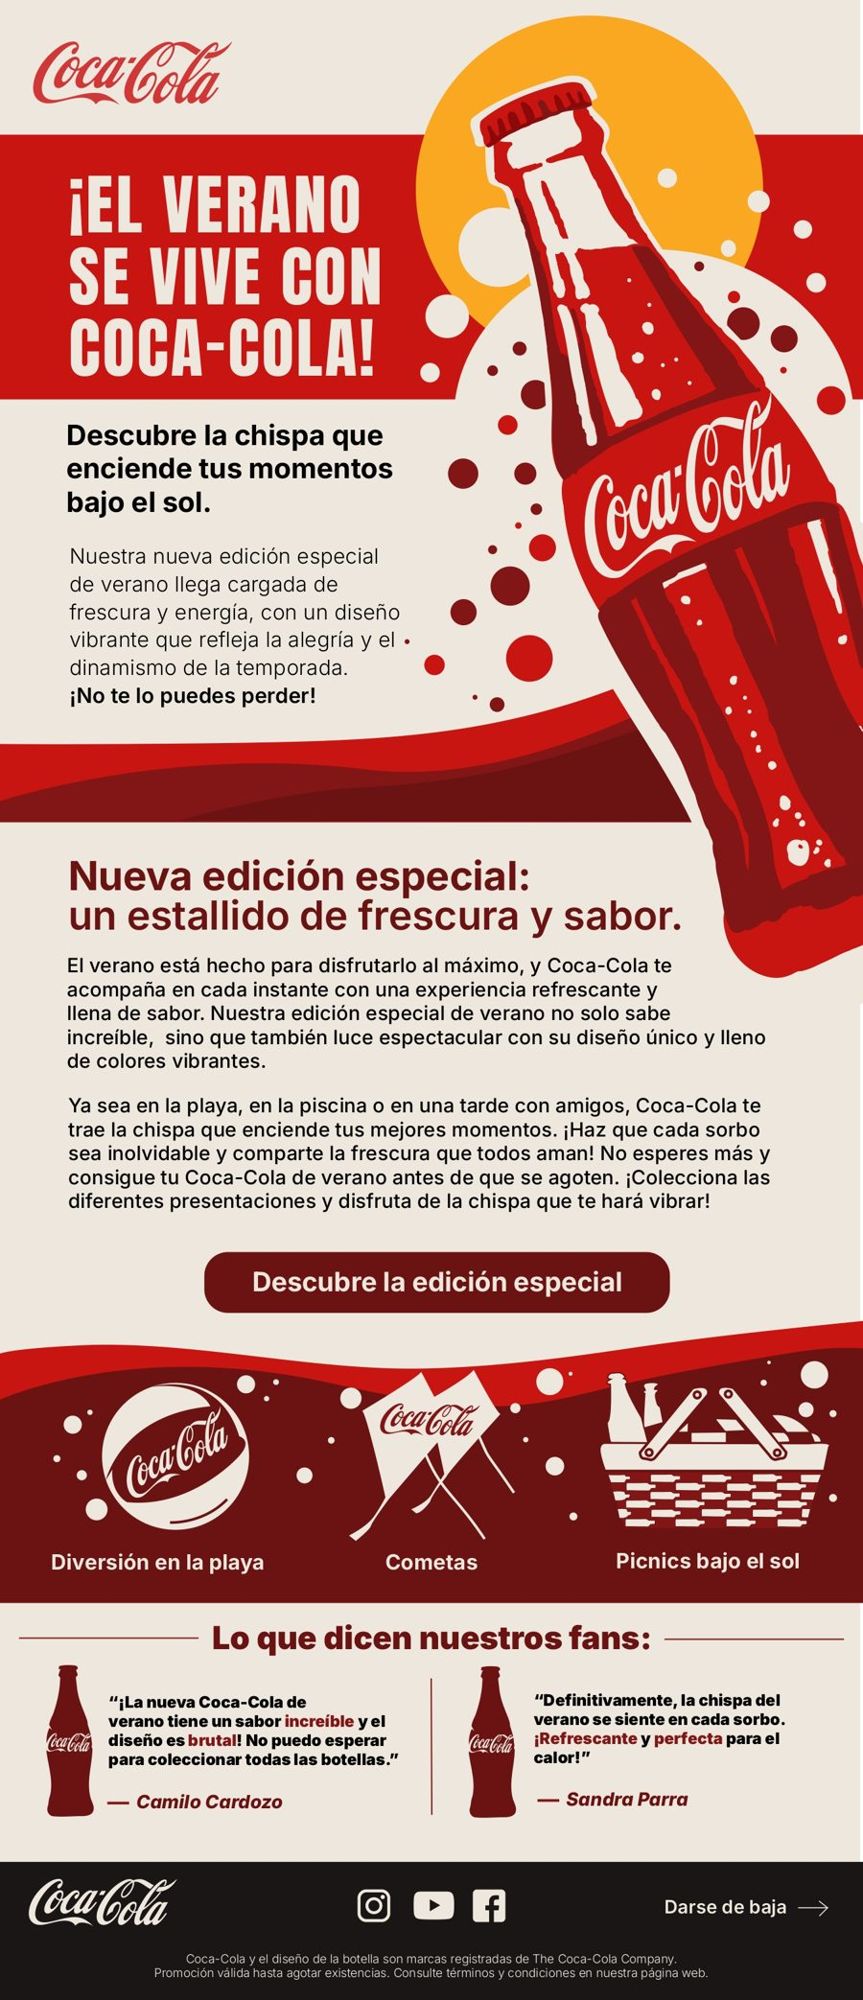 Coca-Cola
¡EL VERANO
SE VIVE CON
COCA-COLA!
Descubre la chispa que
enciende tus momentos
bajo el sol.
Nuestra nueva edición especial
de verano llega cargada de
frescura y energía, con un diseño
vibrante que refleja la alegría y el
dinamismo de la temporada.
¡No te lo puedes perder!
Coca-Cola
Nueva edición especial:
un estallido de frescura y sabor.
El verano está hecho para disfrutarlo al máximo, y Coca-Cola te
acompaña en cada instante con una experiencia refrescante y
llena de sabor. Nuestra edición especial de verano no solo sabe
increíble, sino que también luce espectacular con su diseño único y lleno
de colores vibrantes.
Ya sea en la playa, en la piscina o en una tarde con amigos, Coca-Cola te
trae la chispa que enciende tus mejores momentos. ¡Haz que cada sorbo
sea inolvidable y comparte la frescura que todos aman! No esperes más y
consigue tu Coca-Cola de verano antes de que se agoten. ¡Colecciona las
diferentes presentaciones y disfruta de la chispa que te hará vibrar!
Descubre la edición especial
Coca-Cola
Coca-Cola
Diversión en la playa
Cometas
Picnics bajo el sol
Lo que dicen nuestros fans:
Coca-Cola
“¡La nueva Coca-Cola de
verano tiene un sabor increíble y el
diseño es brutal! No puedo esperar
para coleccionar todas las botellas.”
— Camilo Cardozo
Coca-Cola
“Definitivamente, la chispa del
verano se siente en cada sorbo.
¡Refrescante y perfecta para el
calor!”
— Sandra Parra
Coca-Cola
Darse de baja
Coca-Cola y el diseño de la botella son marcas registradas de The Coca-Cola Company.
Promoción válida hasta agotar existencias. Consulte términos y condiciones en nuestra página web.